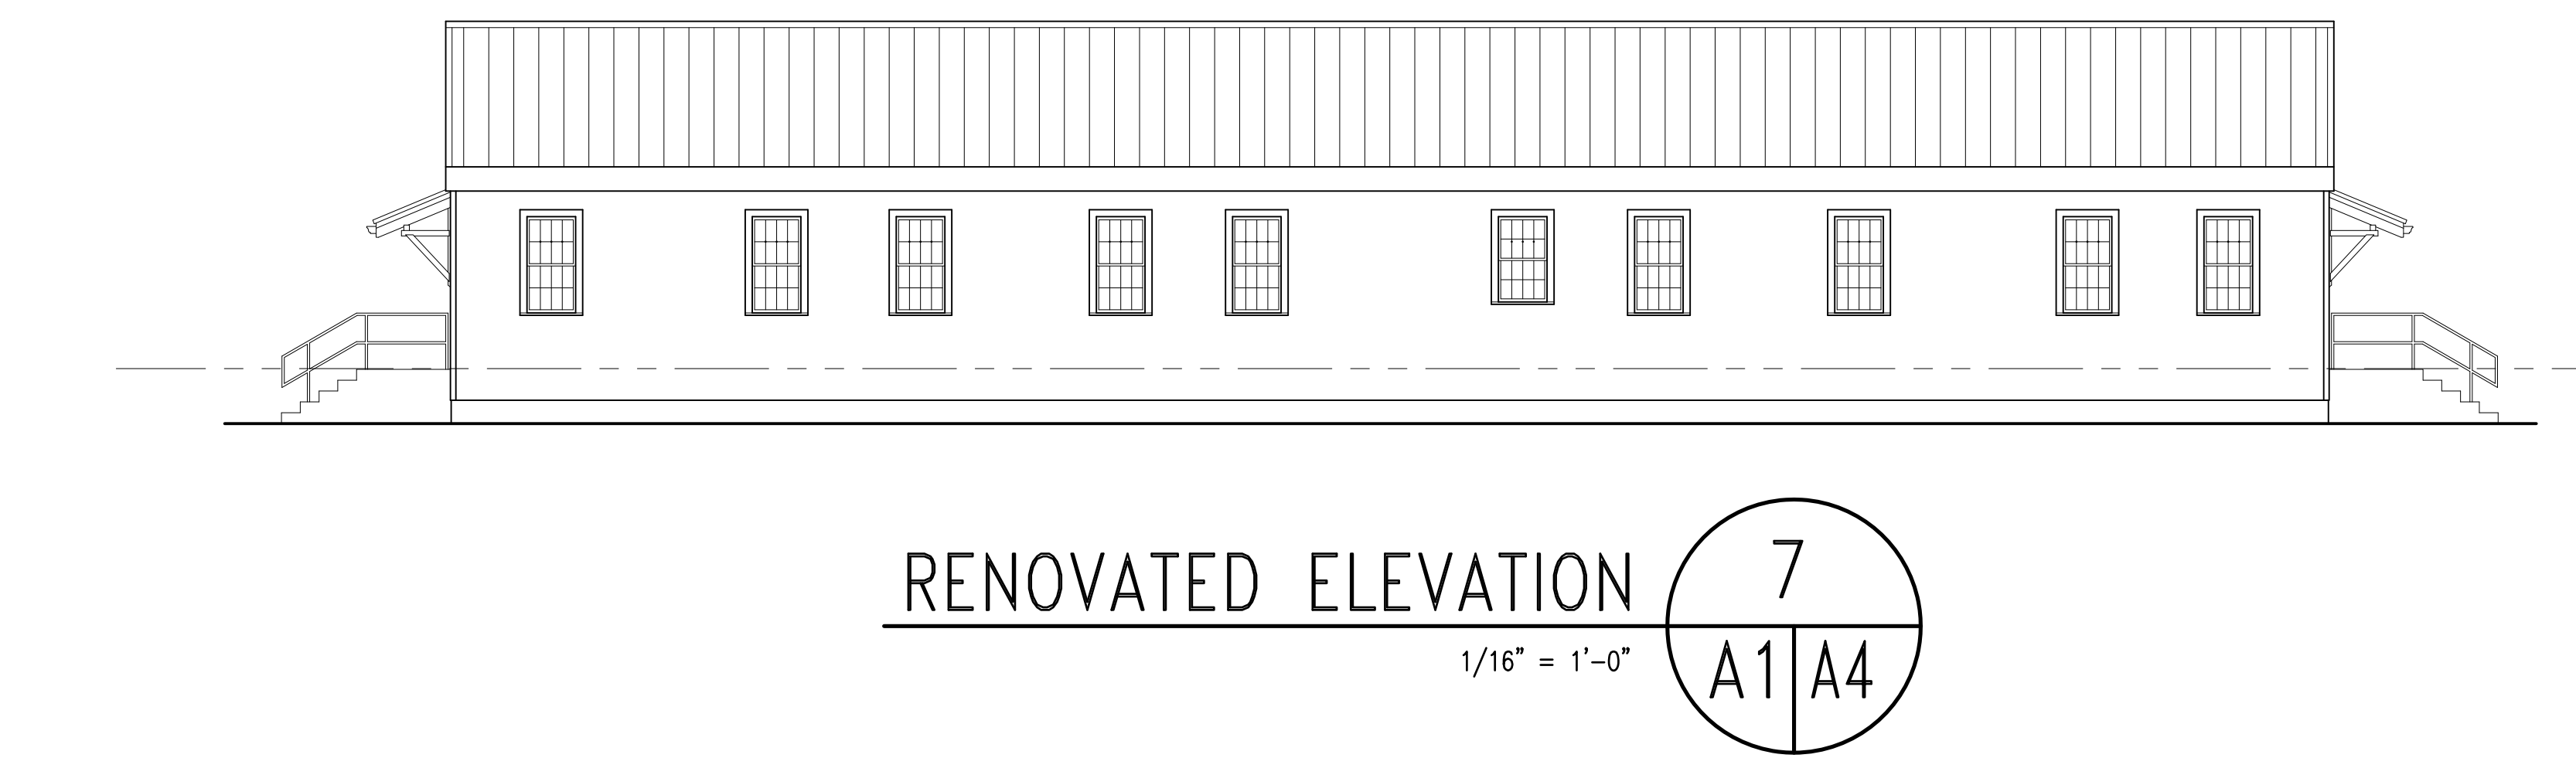 RENOVATED ELEVATION
1/16” = 1’-0”
7
A1 A4